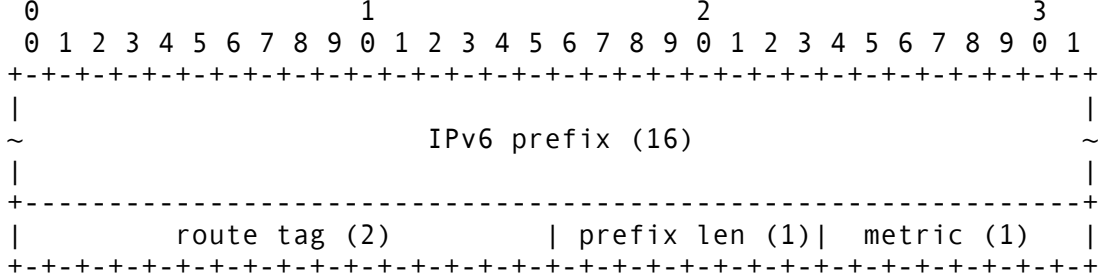 0                   1                   2                   3
 0 1 2 3 4 5 6 7 8 9 0 1 2 3 4 5 6 7 8 9 0 1 2 3 4 5 6 7 8 9 0 1
+-+-+-+-+-+-+-+-+-+-+-+-+-+-+-+-+-+-+-+-+-+-+-+-+-+-+-+-+-+-+-+-+
|                                                               |
~                        IPv6 prefix (16)                       ~
|                                                               |
+---------------------------------------------------------------+
|         route tag (2)         | prefix len (1)|  metric (1)   |
+-+-+-+-+-+-+-+-+-+-+-+-+-+-+-+-+-+-+-+-+-+-+-+-+-+-+-+-+-+-+-+-+